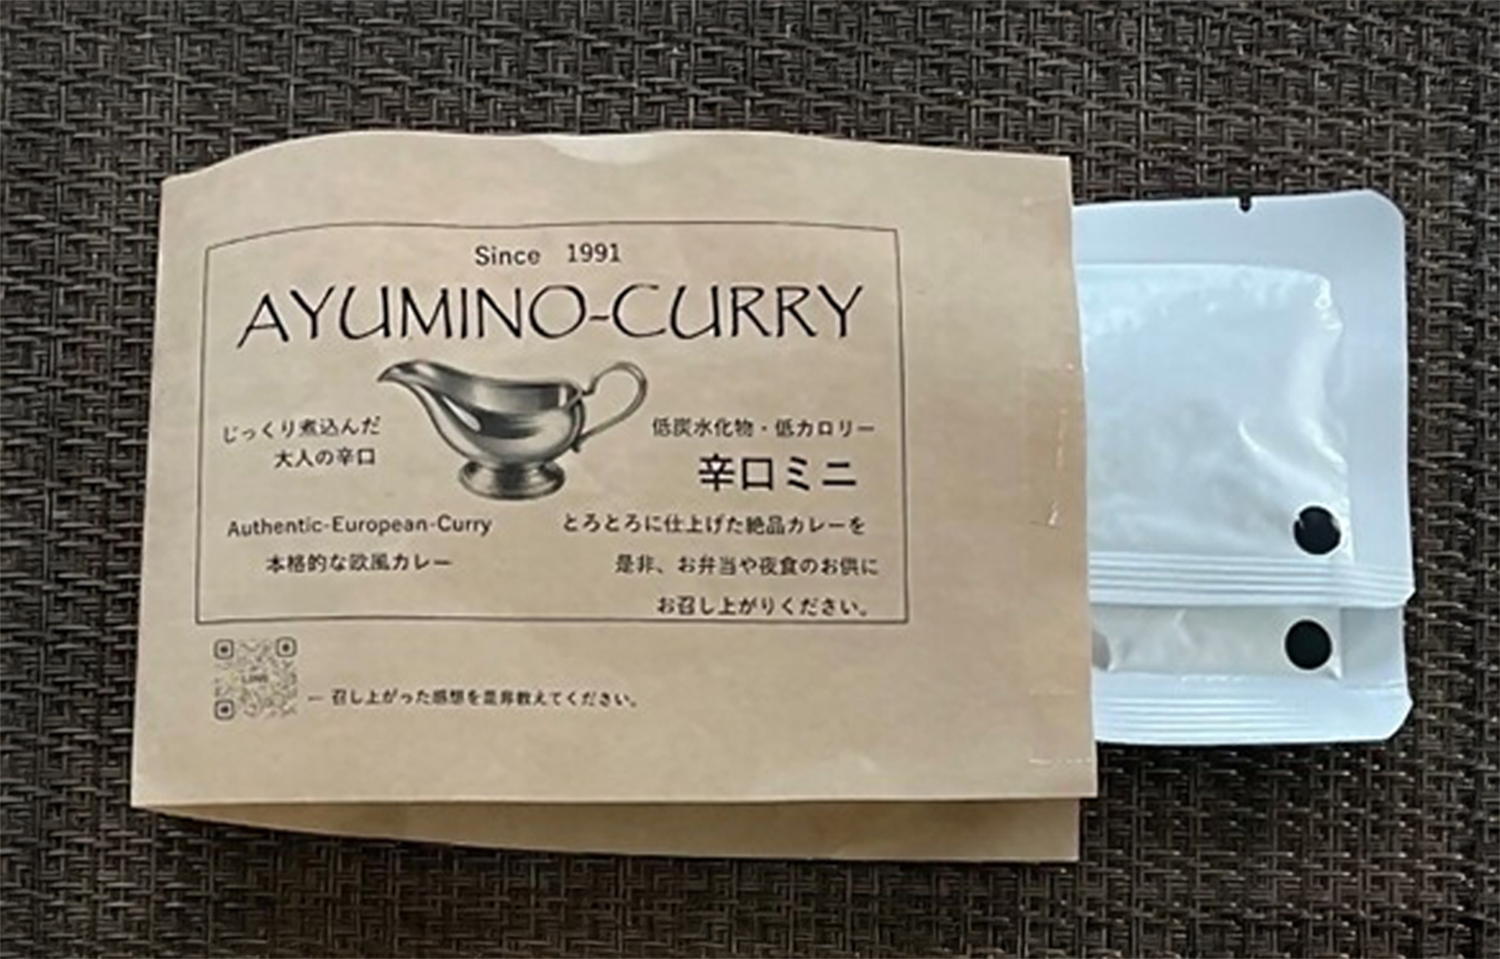 Since 1991
AYUMINO-CURRY
じっくり煮込んだ
大人の辛口
Authentic-European-Curry
本格的な欧風カレー
低炭水化物・低カロリー
辛口ミニ
とろとろに仕上げた絶品カレーを
是非、お弁当や夜食のお供に
お召し上がりください。
― 召し上がった感想を是非教えてください。